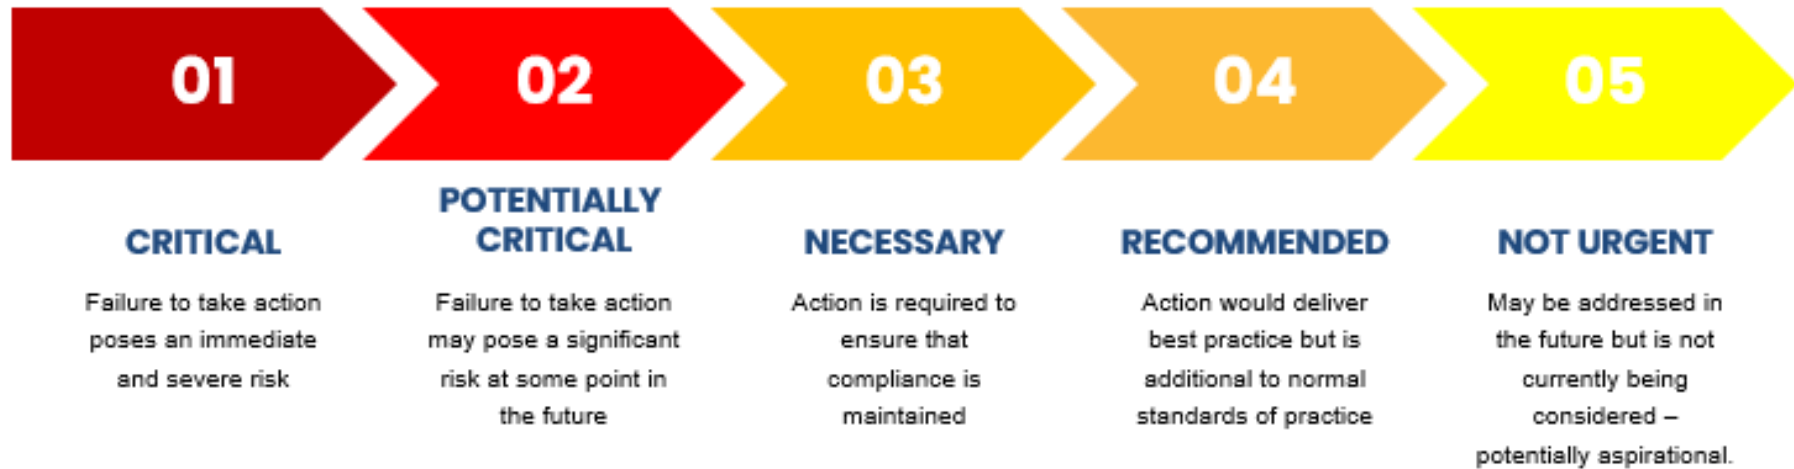 01
02
03
04
05
CRITICAL
Failure to take action
poses an immediate
and severe risk
POTENTIALLY
CRITICAL
Failure to take action
may pose a significant
risk at some point in
the future
NECESSARY
Action is required to
ensure that
compliance is
maintained
RECOMMENDED
Action would deliver
best practice but is
additional to normal
standards of practice
NOT URGENT
May be addressed in
the future but is not
currently being
considered –
potentially aspirational.